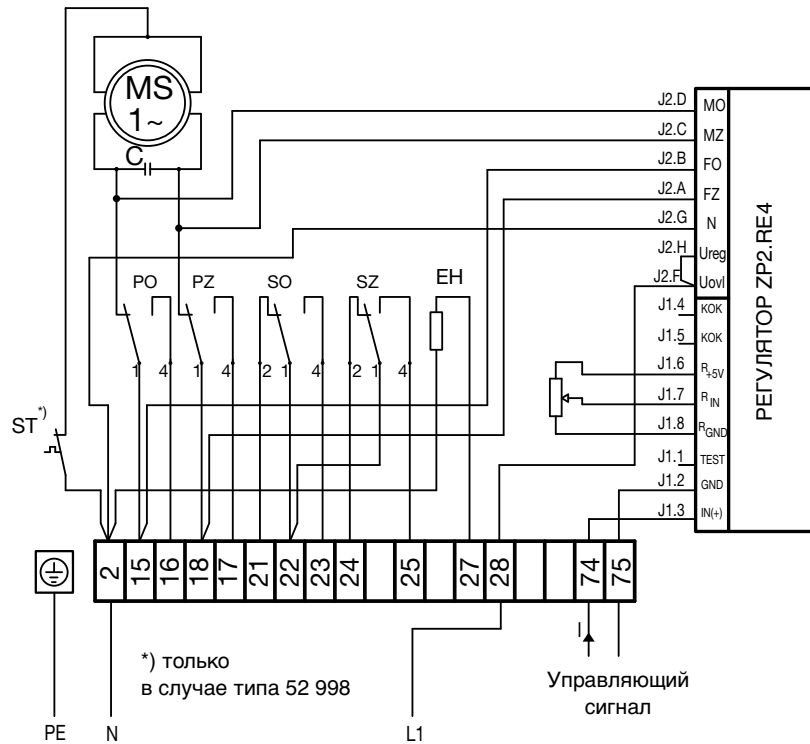 MS
1~
C
J2.D MO
J2.C MZ
J2.B FO
J2.A FZ
J2.G N
J2.H Ureg
J2.F Uovl
J1.4 КОК
J1.5 КОК
J1.6 R+5V
J1.7 R IN
J1.8 RGND
J1.1 TEST
J1.2 GND
J1.3 IN(+)
РЕГУЛЯТОР ZP2.RE4
PO PZ SO SZ EH
1 4 1 4 2 1 4 2 1 4
ST*)
2 15 16 18 17 21 22 23 24 25 27 28 74 75
I
*) только
в случае типа 52 998
Управляющий
сигнал
PE N L1